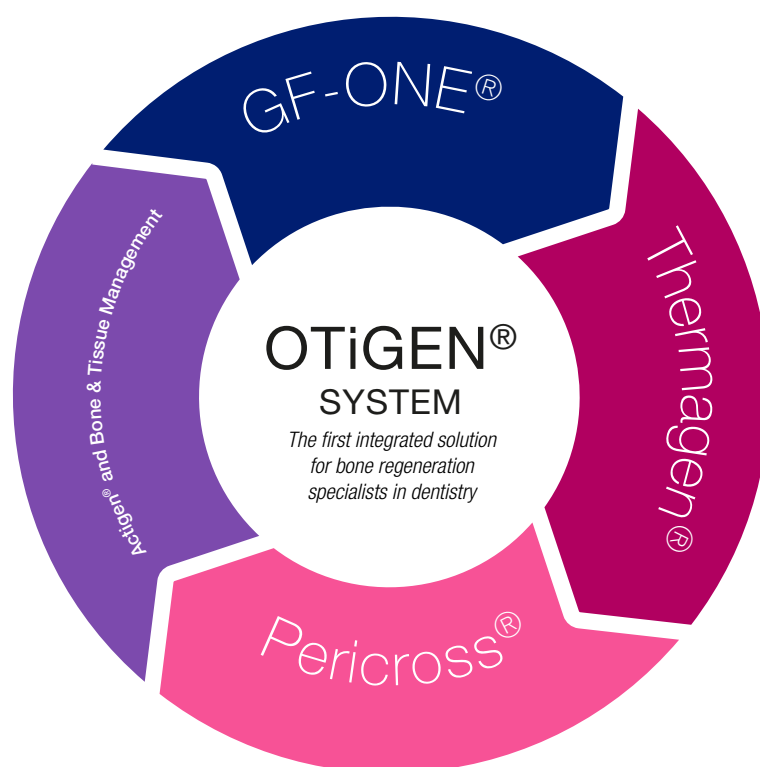 GF-ONE®
Thermagen®
Pericross®
Actigen® and Bone & Tissue Management
OTiGEN®
SYSTEM
The first integrated solution
for bone regeneration
specialists in dentistry